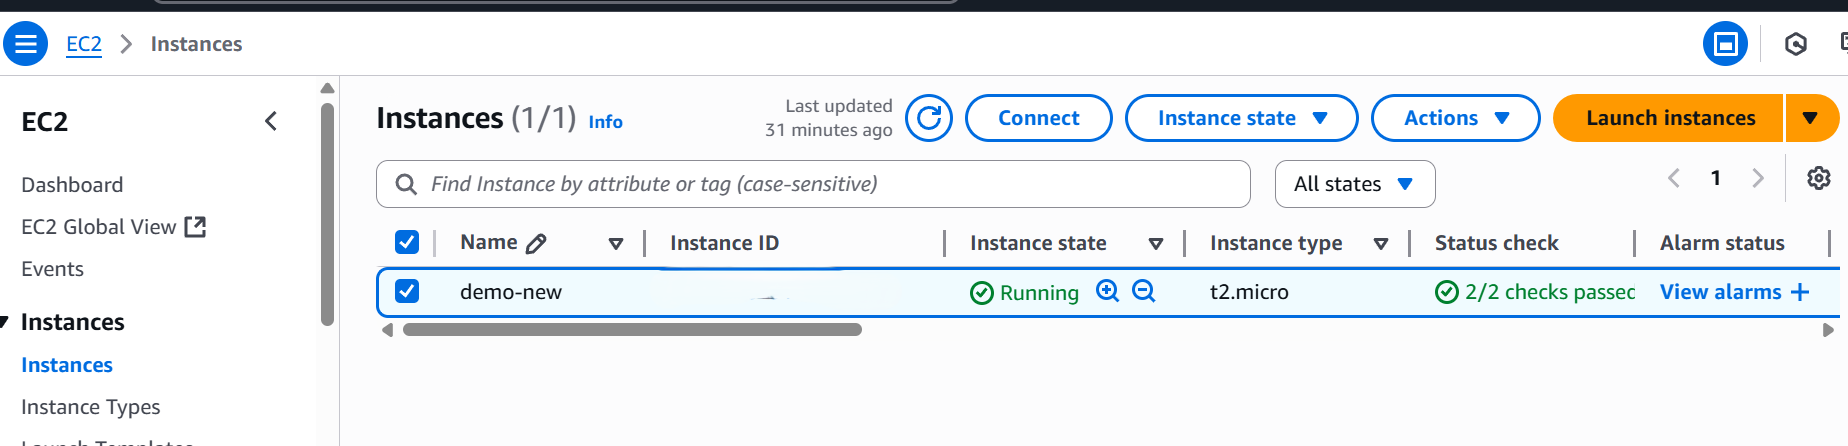 EC2 > Instances
EC2
Dashboard
EC2 Global View
Events
Instances
Instances
Instance Types
Launch Templates
Instances (1/1) Info
Last updated
31 minutes ago
Connect
Instance state
Actions
Launch instances
Find Instance by attribute or tag (case-sensitive)
All states
1
Name Instance ID Instance state Instance type Status check Alarm status
demo-new Running t2.micro 2/2 checks passed View alarms +